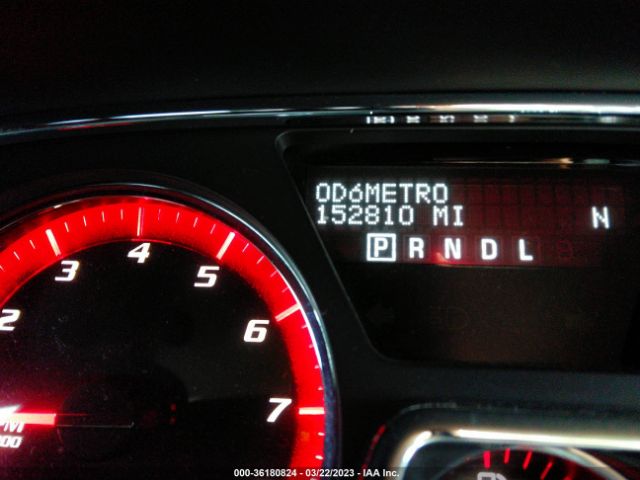 OD6METRO
152810 MI
N
P R N D L
2 3 4 5 6 7
000-36180824 - 03/22/2023 - IAA Inc.